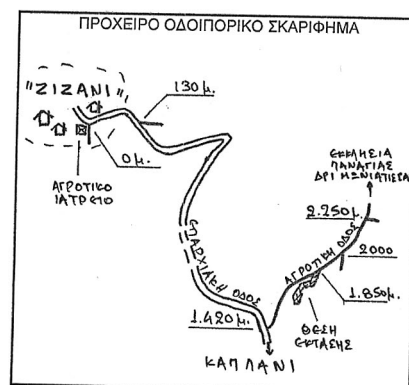 ΠΡΟΧΕΙΡΟ ΟΔΟΙΠΟΡΙΚΟ ΣΚΑΡΙΦΗΜΑ
"ΖΙΖΑΝΙ"
130μ.
0μ.
ΑΓΡΟΤΙΚΟ
ΙΑΤΡΕΙΟ
ΕΚΚΛΗΣΙΑ
ΠΑΝΑΓΙΑΣ
2.250μ.
ΑΓΡΟΤΙΚΗ ΟΔΟΣ
2000
1.850μ.
ΕΠΑΡΧΙΑΚΗ ΟΔΟΣ
ΘΕΣΗ
ΕΚΤΑΣΗΣ
1.420μ.
ΚΑΠΛΑΝΙ